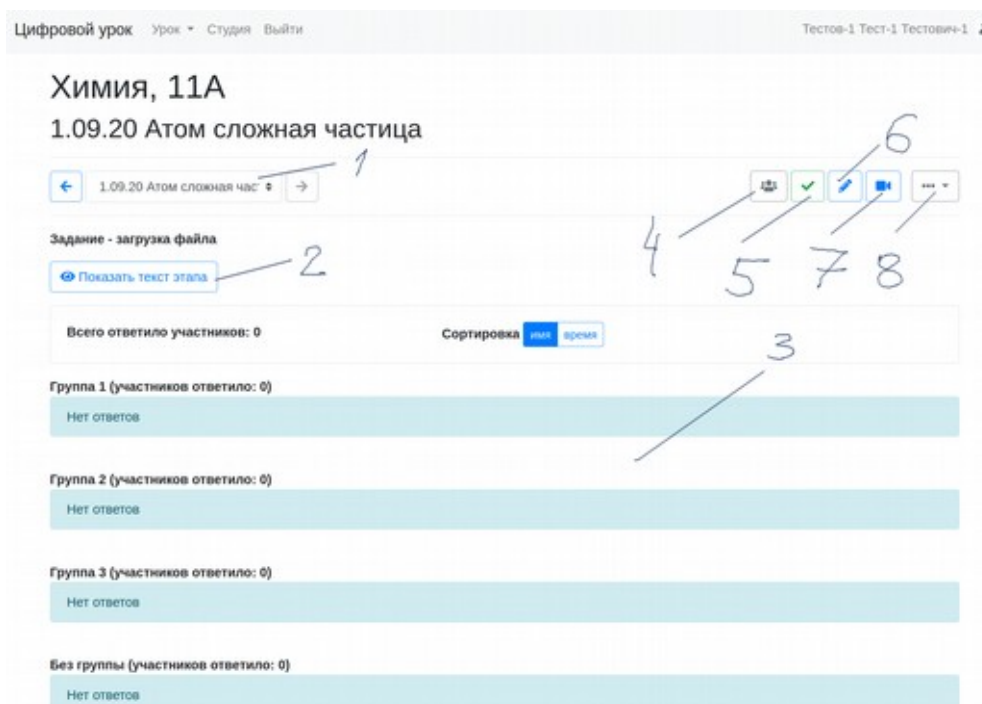 Цифровой урок Урок Студия Выйти Тестов-1 Тест-1 Тестович-1
Химия, 11А
1.09.20 Атом сложная частица
1
6
1.09.20 Атом сложная час
4
5
7
8
Задание - загрузка файла
Показать текст этапа
2
Всего ответило участников: 0 Сортировка имя время
3
Группа 1 (участников ответило: 0)
Нет ответов
Группа 2 (участников ответило: 0)
Нет ответов
Группа 3 (участников ответило: 0)
Нет ответов
Без группы (участников ответило: 0)
Нет ответов